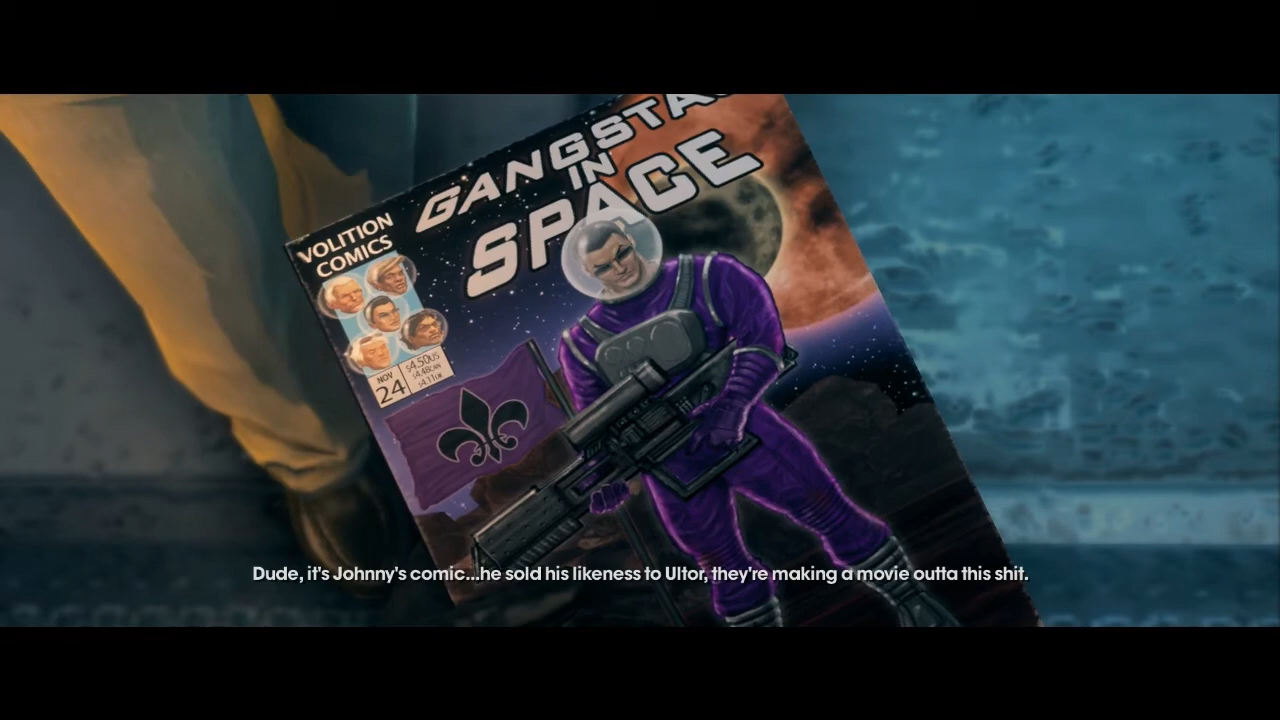 VOLITION
COMICS
GANGSTAS
IN
SPACE
NOV
24
$4.50US
$4.48CAN
$4.11UK
Dude, it's Johnny's comic...he sold his likeness to Ultor, they're making a movie outta this shit.